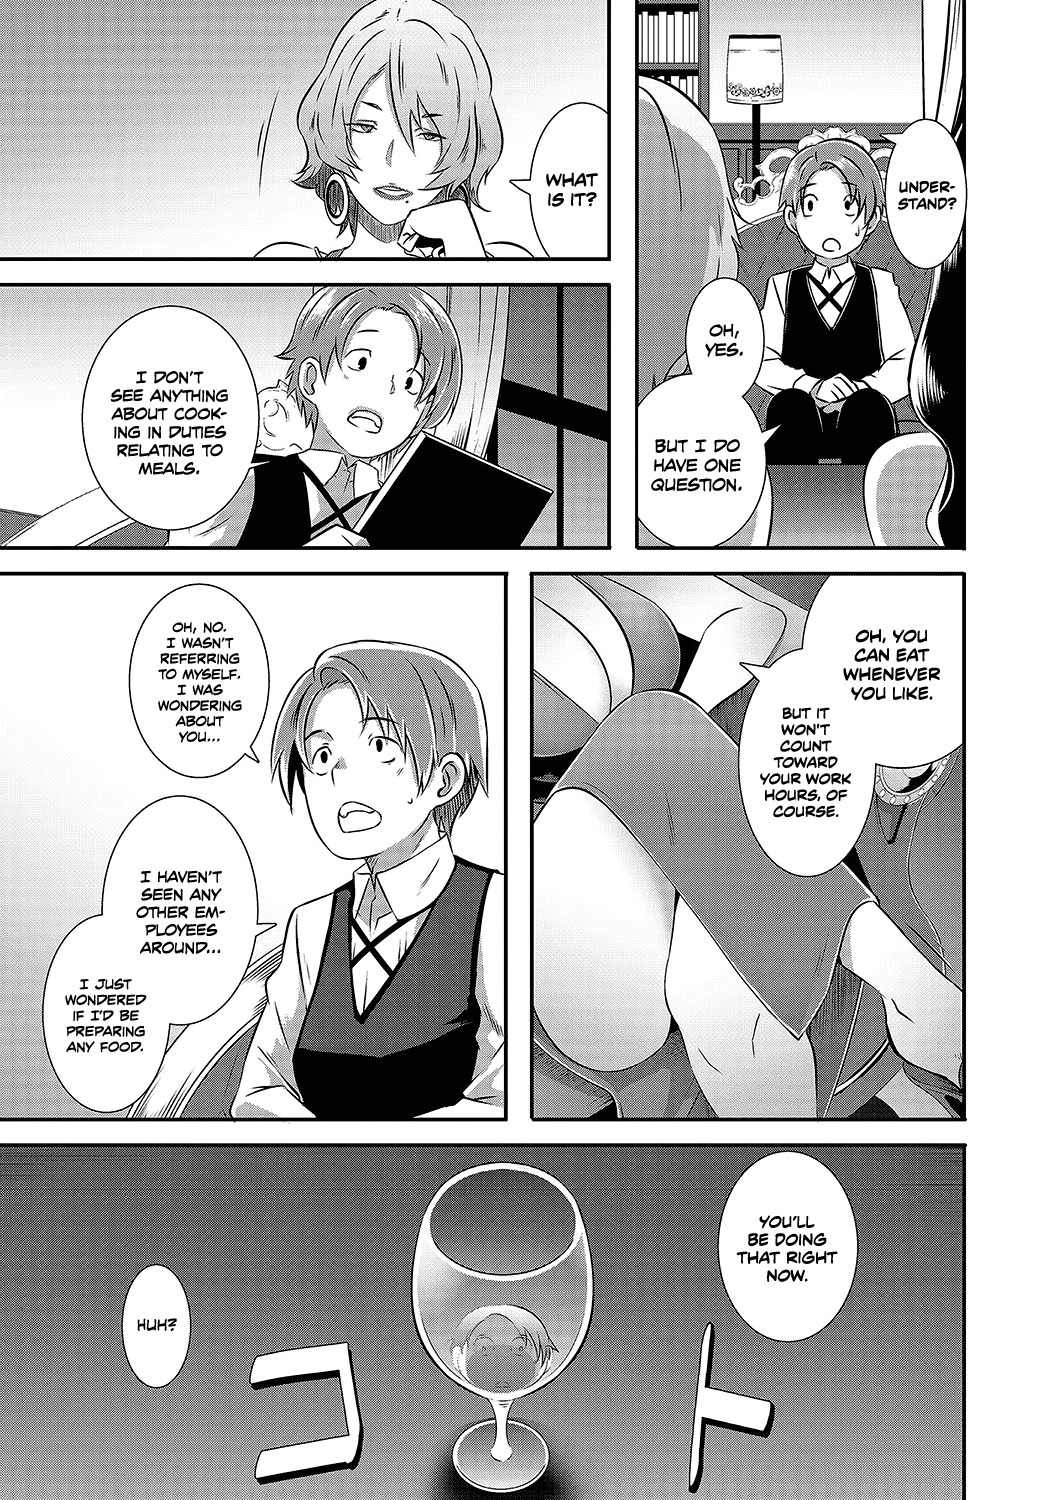 UNDER-
STAND?
OH,
YES.
BUT I DO
HAVE ONE
QUESTION.
WHAT
IS IT?
I DON'T
SEE ANYTHING
ABOUT COOK-
ING IN DUTIES
RELATING TO
MEALS.
OH, YOU
CAN EAT
WHENEVER
YOU LIKE.
BUT IT
WON'T
COUNT
TOWARD
YOUR WORK
HOURS, OF
COURSE.
OH, NO.
I WASN'T
REFERRING
TO MYSELF.
I WAS
WONDERING
ABOUT
YOU...
I HAVEN'T
SEEN ANY
OTHER EM-
PLOYEES
AROUND...
I JUST
WONDERED
IF I'D BE
PREPARING
ANY FOOD.
YOU'LL
BE DOING
THAT RIGHT
NOW.
コト
HUH?